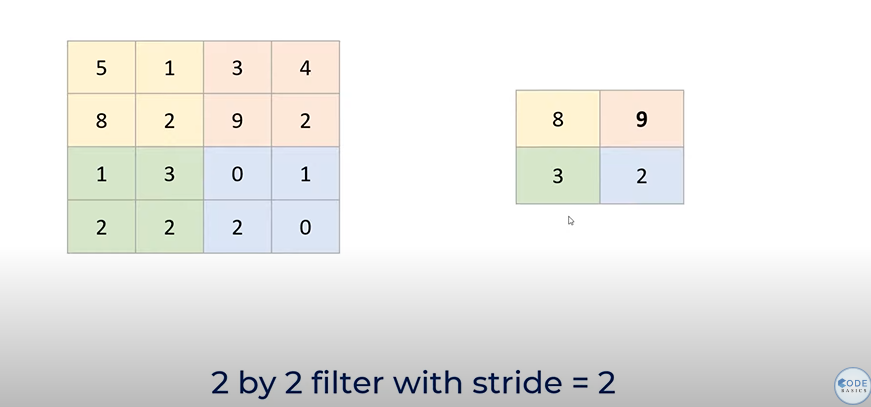 5 1 3 4
8 2 9 2
1 3 0 1
2 2 2 0
8 9
3 2
2 by 2 filter with stride = 2
CODE
BASICS